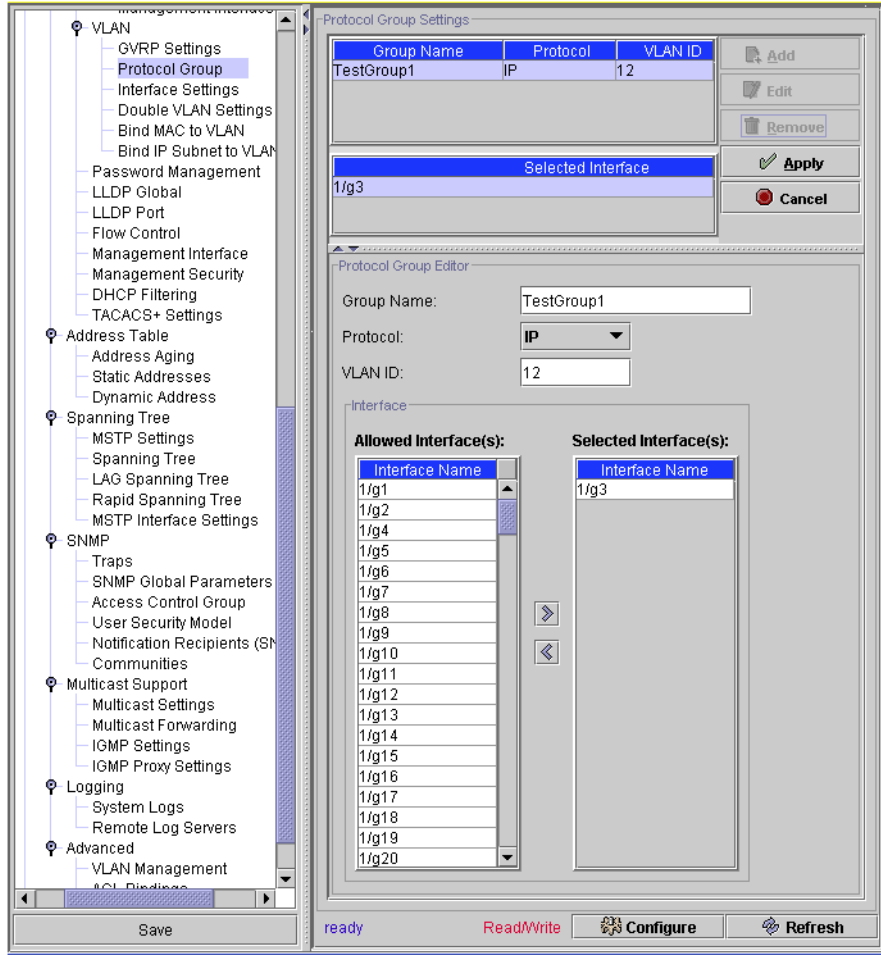 VLAN
GVRP Settings
Protocol Group
Interface Settings
Double VLAN Settings
Bind MAC to VLAN
Bind IP Subnet to VLAN
Password Management
LLDP Global
LLDP Port
Flow Control
Management Interface
Management Security
DHCP Filtering
TACACS+ Settings
Address Table
Address Aging
Static Addresses
Dynamic Address
Spanning Tree
MSTP Settings
Spanning Tree
LAG Spanning Tree
Rapid Spanning Tree
MSTP Interface Settings
SNMP
Traps
SNMP Global Parameters
Access Control Group
User Security Model
Notification Recipients (SN
Communities
Multicast Support
Multicast Settings
Multicast Forwarding
IGMP Settings
IGMP Proxy Settings
Logging
System Logs
Remote Log Servers
Advanced
VLAN Management
Save
Protocol Group Settings
Group Name Protocol VLAN ID
TestGroup1 IP 12
Add
Edit
Remove
Apply
Cancel
Selected Interface
1/g3
Protocol Group Editor
Group Name: TestGroup1
Protocol: IP
VLAN ID: 12
Interface
Allowed Interface(s): Selected Interface(s):
Interface Name Interface Name
1/g1 1/g3
1/g2
1/g4
1/g5
1/g6
1/g7
1/g8
1/g9
1/g10
1/g11
1/g12
1/g13
1/g14
1/g15
1/g16
1/g17
1/g18
1/g19
1/g20
ready Read/Write Configure Refresh